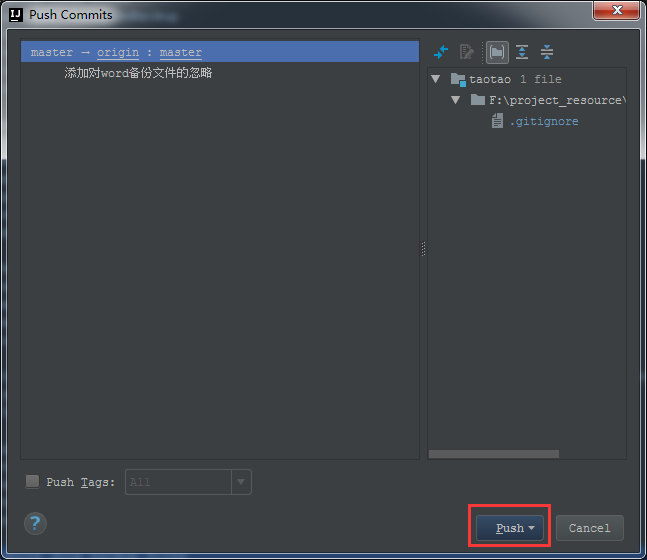 Push Commits
master → origin : master
添加对word备份文件的忽略
taotao 1 file
F:\project_resource\
.gitignore
Push Tags: All
? Push Cancel